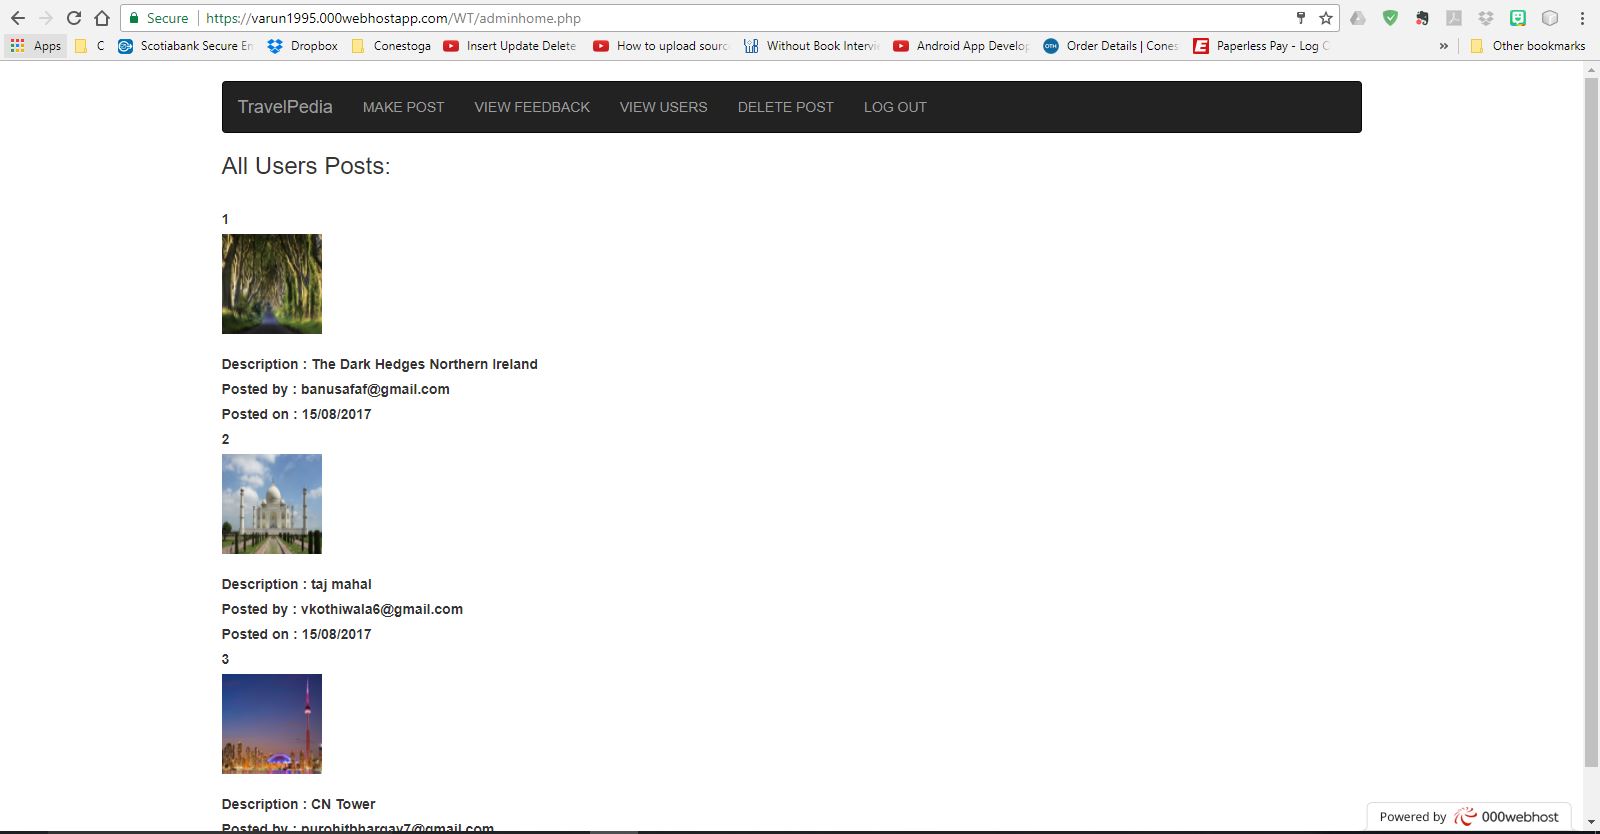 Secure https://varun1995.000webhostapp.com/WT/adminhome.php
Apps C Scotiabank Secure En Dropbox Conestoga Insert Update Delete How to upload sourc Without Book Intervie Android App Develop Order Details | Cones Paperless Pay - Log O » Other bookmarks
TravelPedia MAKE POST VIEW FEEDBACK VIEW USERS DELETE POST LOG OUT
All Users Posts:
1
Description : The Dark Hedges Northern Ireland
Posted by : banusafaf@gmail.com
Posted on : 15/08/2017
2
Description : taj mahal
Posted by : vkothiwala6@gmail.com
Posted on : 15/08/2017
3
Description : CN Tower
Posted by : purohitbhargav7@gmail.com
Powered by 000webhost